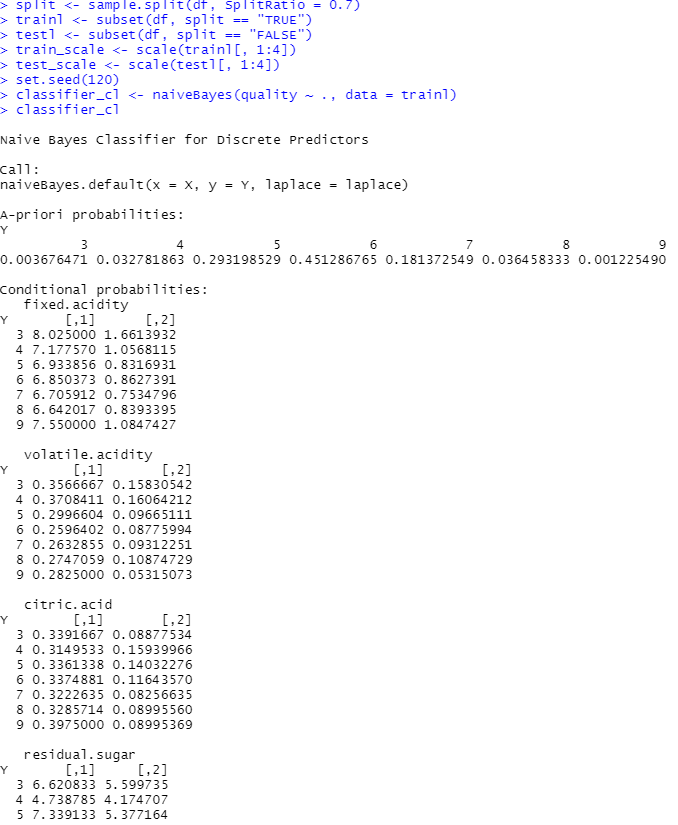 > split <- sample.split(df, SplitRatio = 0.7)
> trainl <- subset(df, split == "TRUE")
> testl <- subset(df, split == "FALSE")
> train_scale <- scale(trainl[, 1:4])
> test_scale <- scale(testl[, 1:4])
> set.seed(120)
> classifier_cl <- naiveBayes(quality ~ ., data = trainl)
> classifier_cl
Naive Bayes Classifier for Discrete Predictors
Call:
naiveBayes.default(x = X, y = Y, laplace = laplace)
A-priori probabilities:
Y
3 4 5 6 7 8 9
0.003676471 0.032781863 0.293198529 0.451286765 0.181372549 0.036458333 0.001225490
Conditional probabilities:
fixed.acidity
Y [,1] [,2]
3 8.025000 1.6613932
4 7.177570 1.0568115
5 6.933856 0.8316931
6 6.850373 0.8627391
7 6.705912 0.7534796
8 6.642017 0.8393395
9 7.550000 1.0847427
volatile.acidity
Y [,1] [,2]
3 0.3566667 0.15830542
4 0.3708411 0.16064212
5 0.2996604 0.09665111
6 0.2596402 0.08775994
7 0.2632855 0.09312251
8 0.2747059 0.10874729
9 0.2825000 0.05315073
citric.acid
Y [,1] [,2]
3 0.3391667 0.08877534
4 0.3149533 0.15939966
5 0.3361338 0.14032276
6 0.3374881 0.11643570
7 0.3222635 0.08256635
8 0.3285714 0.08995560
9 0.3975000 0.08995369
residual.sugar
Y [,1] [,2]
3 6.620833 5.599735
4 4.738785 4.174707
5 7.339133 5.377164